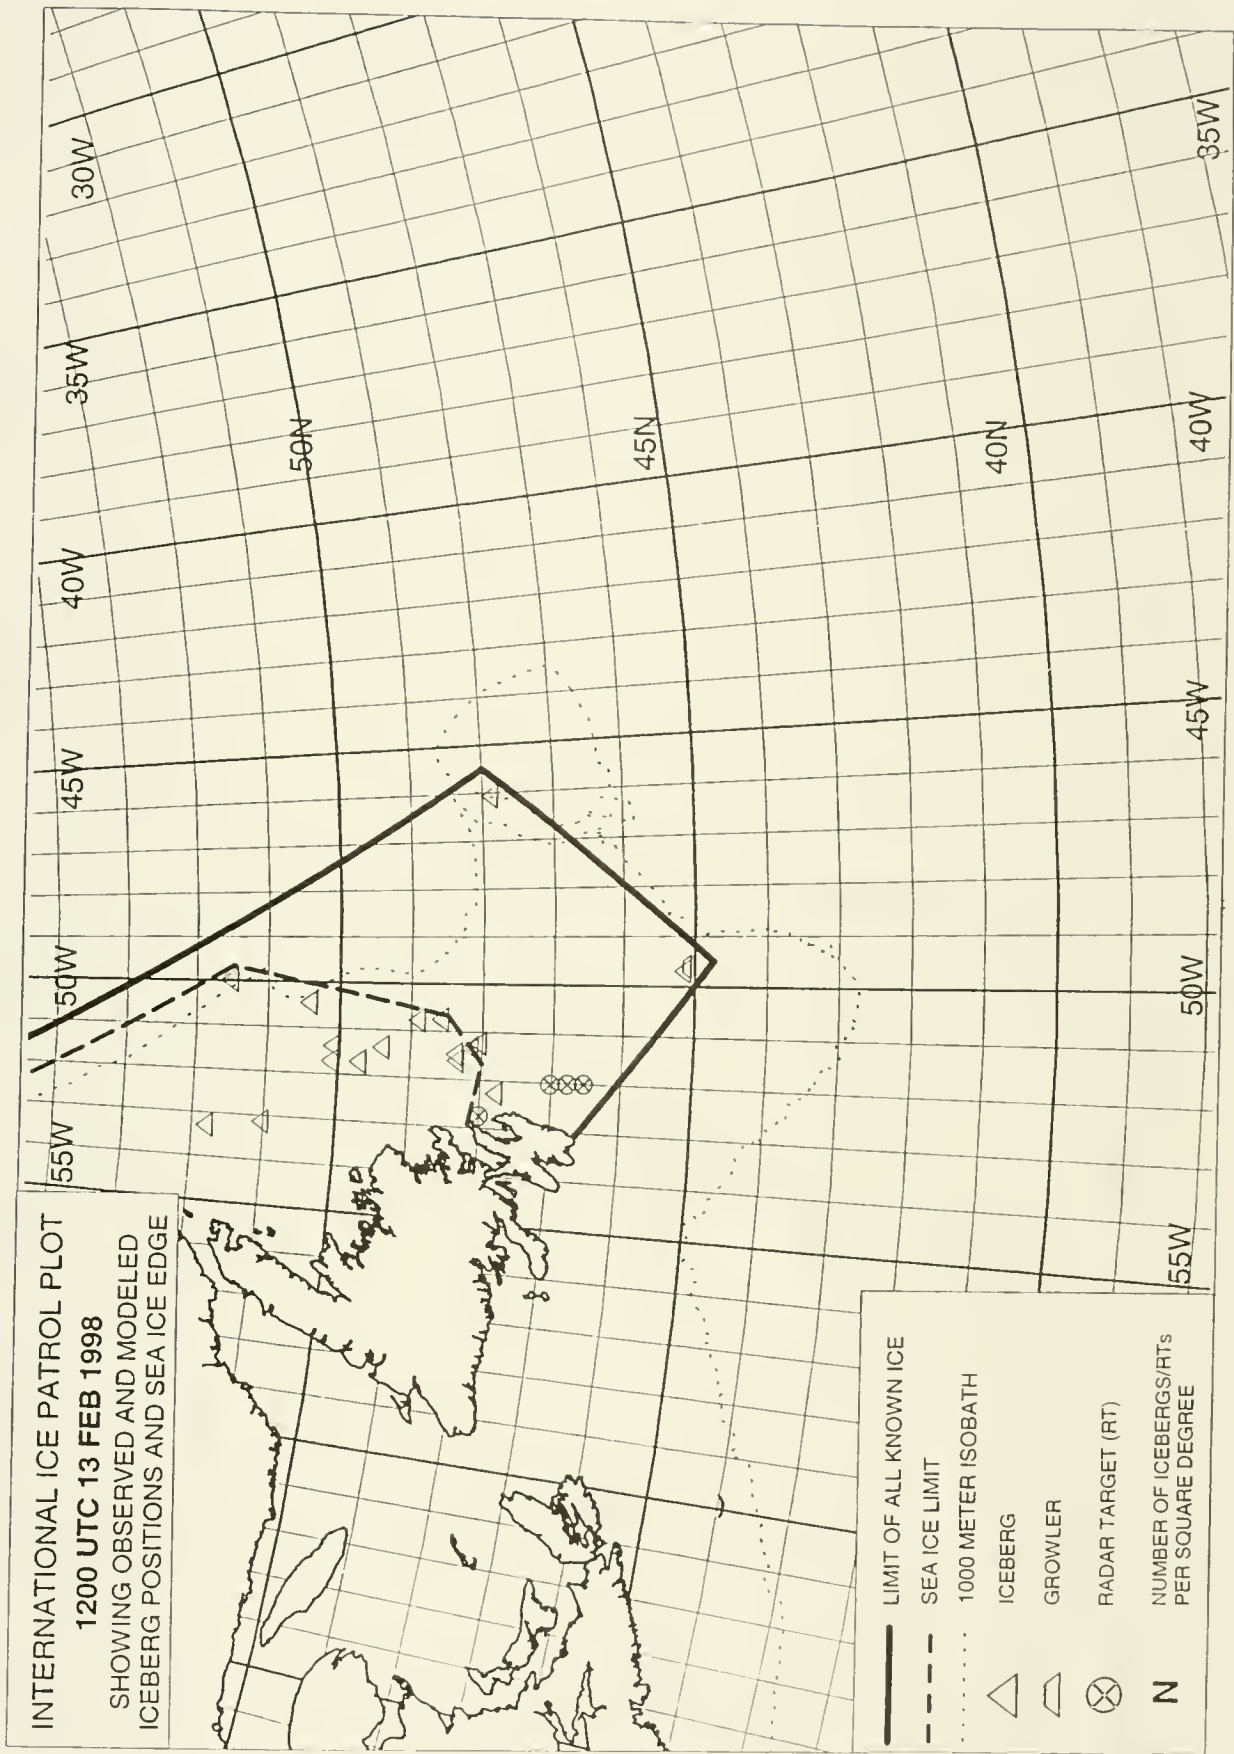 INTERNATIONAL ICE PATROL PLOT
1200 UTC 13 FEB 1998
SHOWING OBSERVED AND MODELED
ICEBERG POSITIONS AND SEA ICE EDGE
55W
50W
45W
40W
35W
30W
50N
45N
40N
55W
50W
45W
40W
35W
LIMIT OF ALL KNOWN ICE
SEA ICE LIMIT
1000 METER ISOBATH
ICEBERG
GROWLER
RADAR TARGET (RT)
N NUMBER OF ICEBERGS/RTs
PER SQUARE DEGREE